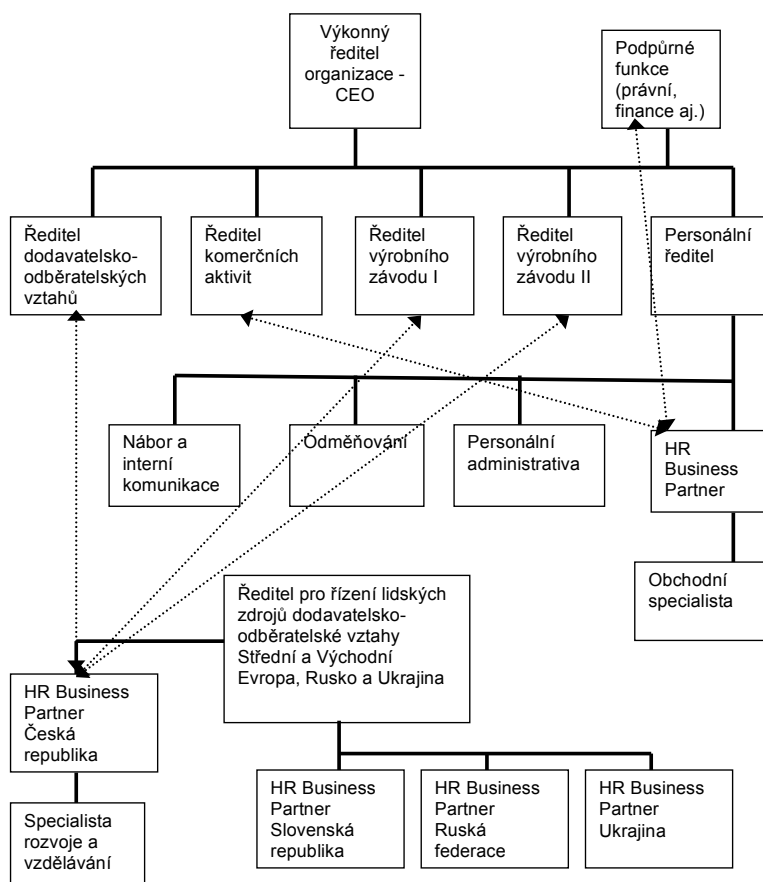 Výkonný
ředitel
organizace -
CEO
Podpůrné
funkce
(právní,
finance aj.)
Ředitel
dodavatelsko-
odběratelských
vztahů
Ředitel
komerčních
aktivit
Ředitel
výrobního
závodu I
Ředitel
výrobního
závodu II
Personální
ředitel
Nábor a
interní
komunikace
Odměňování
Personální
administrativa
HR
Business
Partner
Obchodní
specialista
Ředitel pro řízení lidských
zdrojů dodavatelsko-
odběratelské vztahy
Střední a Východní
Evropa, Rusko a Ukrajina
HR Business
Partner
Česká
republika
Specialista
rozvoje a
vzdělávání
HR Business
Partner
Slovenská
republika
HR Business
Partner
Ruská
federace
HR Business
Partner
Ukrajina